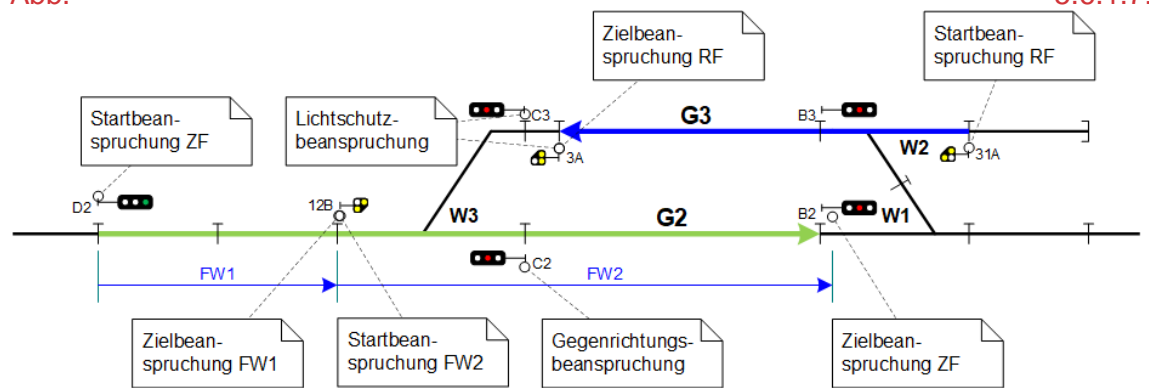 Zielbean-
spruchung RF
Startbean-
spruchung RF
Startbean-
spruchung ZF
Lichtschutz-
beanspruchung
C3
G3
B3
3A
W2
31A
D2
12B
W3
G2
B2
W1
FW1
C2
FW2
Zielbean-
spruchung FW1
Startbean-
spruchung FW2
Gegenrichtungs-
beanspruchung
Zielbean-
spruchung ZF